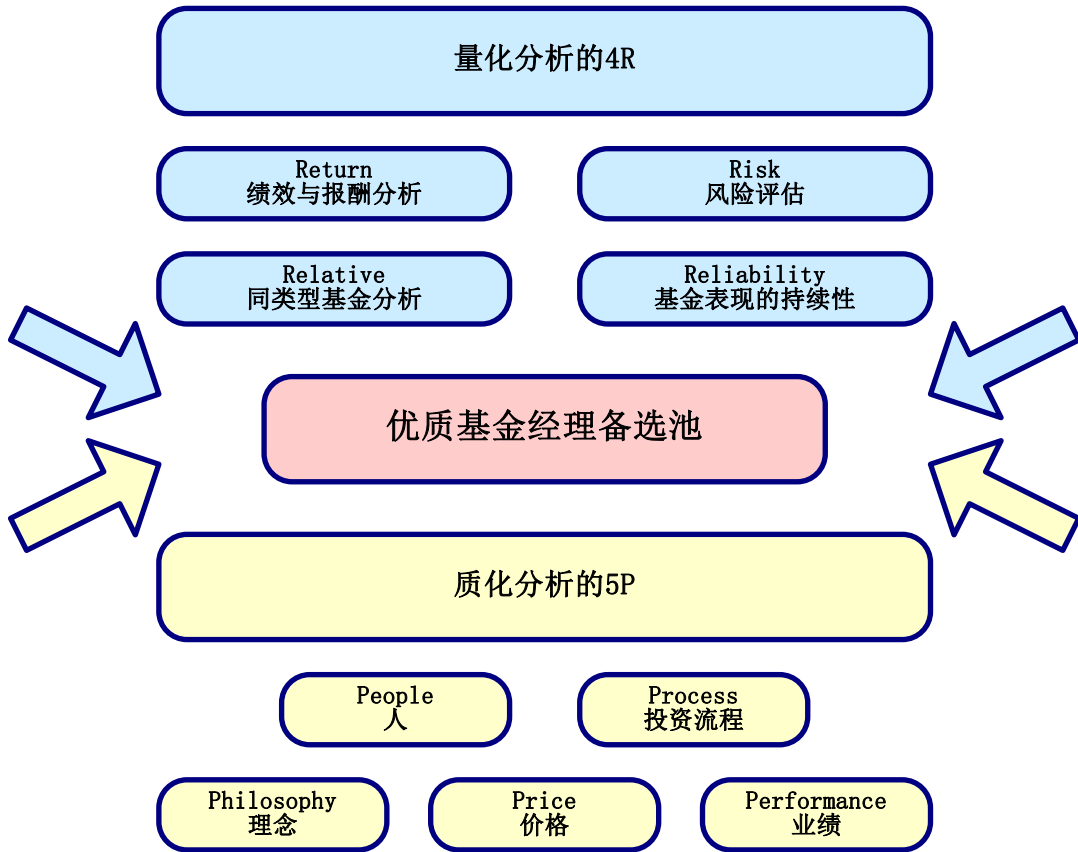 量化分析的4R
Return
绩效与报酬分析
Risk
风险评估
Relative
同类型基金分析
Reliability
基金表现的持续性
优质基金经理备选池
质化分析的5P
People
人
Process
投资流程
Philosophy
理念
Price
价格
Performance
业绩